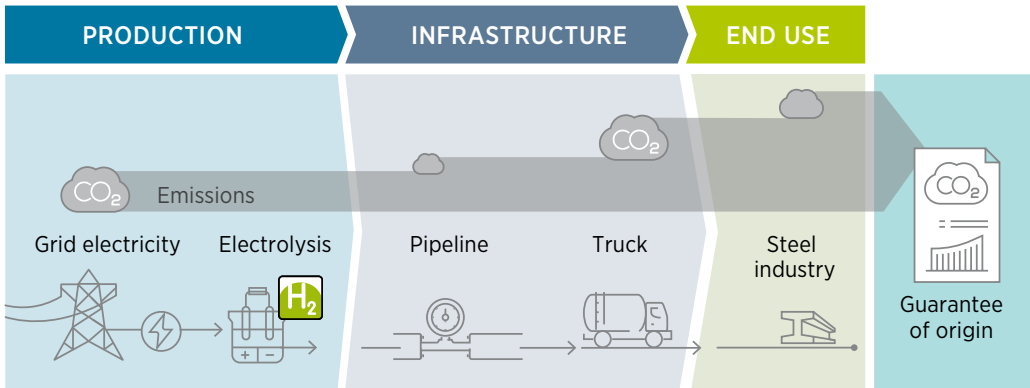 PRODUCTION
INFRASTRUCTURE
END USE
CO₂
CO₂
CO₂
Emissions
Grid electricity
Electrolysis
Pipeline
Truck
Steel
industry
H₂
+ −
Guarantee
of origin